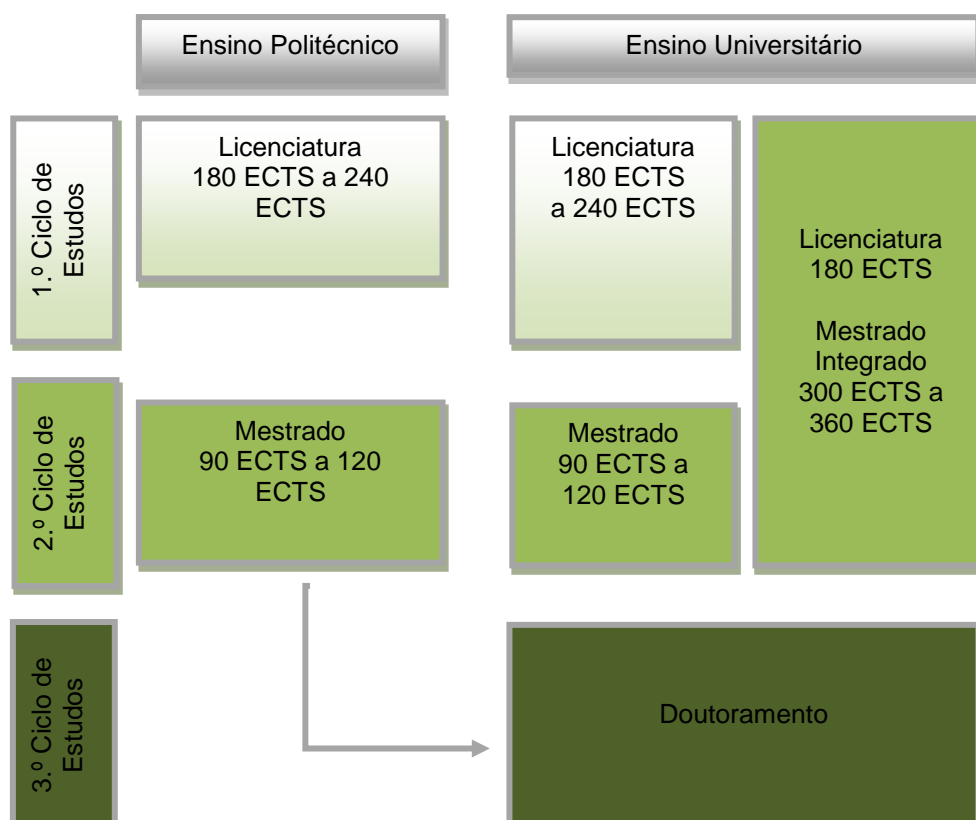 Ensino Politécnico
Ensino Universitário
1.º Ciclo de
Estudos
Licenciatura
180 ECTS a 240
ECTS
Licenciatura
180 ECTS
a 240 ECTS
Licenciatura
180 ECTS
Mestrado
Integrado
300 ECTS a
360 ECTS
2.º Ciclo de
Estudos
Mestrado
90 ECTS a 120
ECTS
Mestrado
90 ECTS a
120 ECTS
3.º Ciclo de
Estudos
Doutoramento